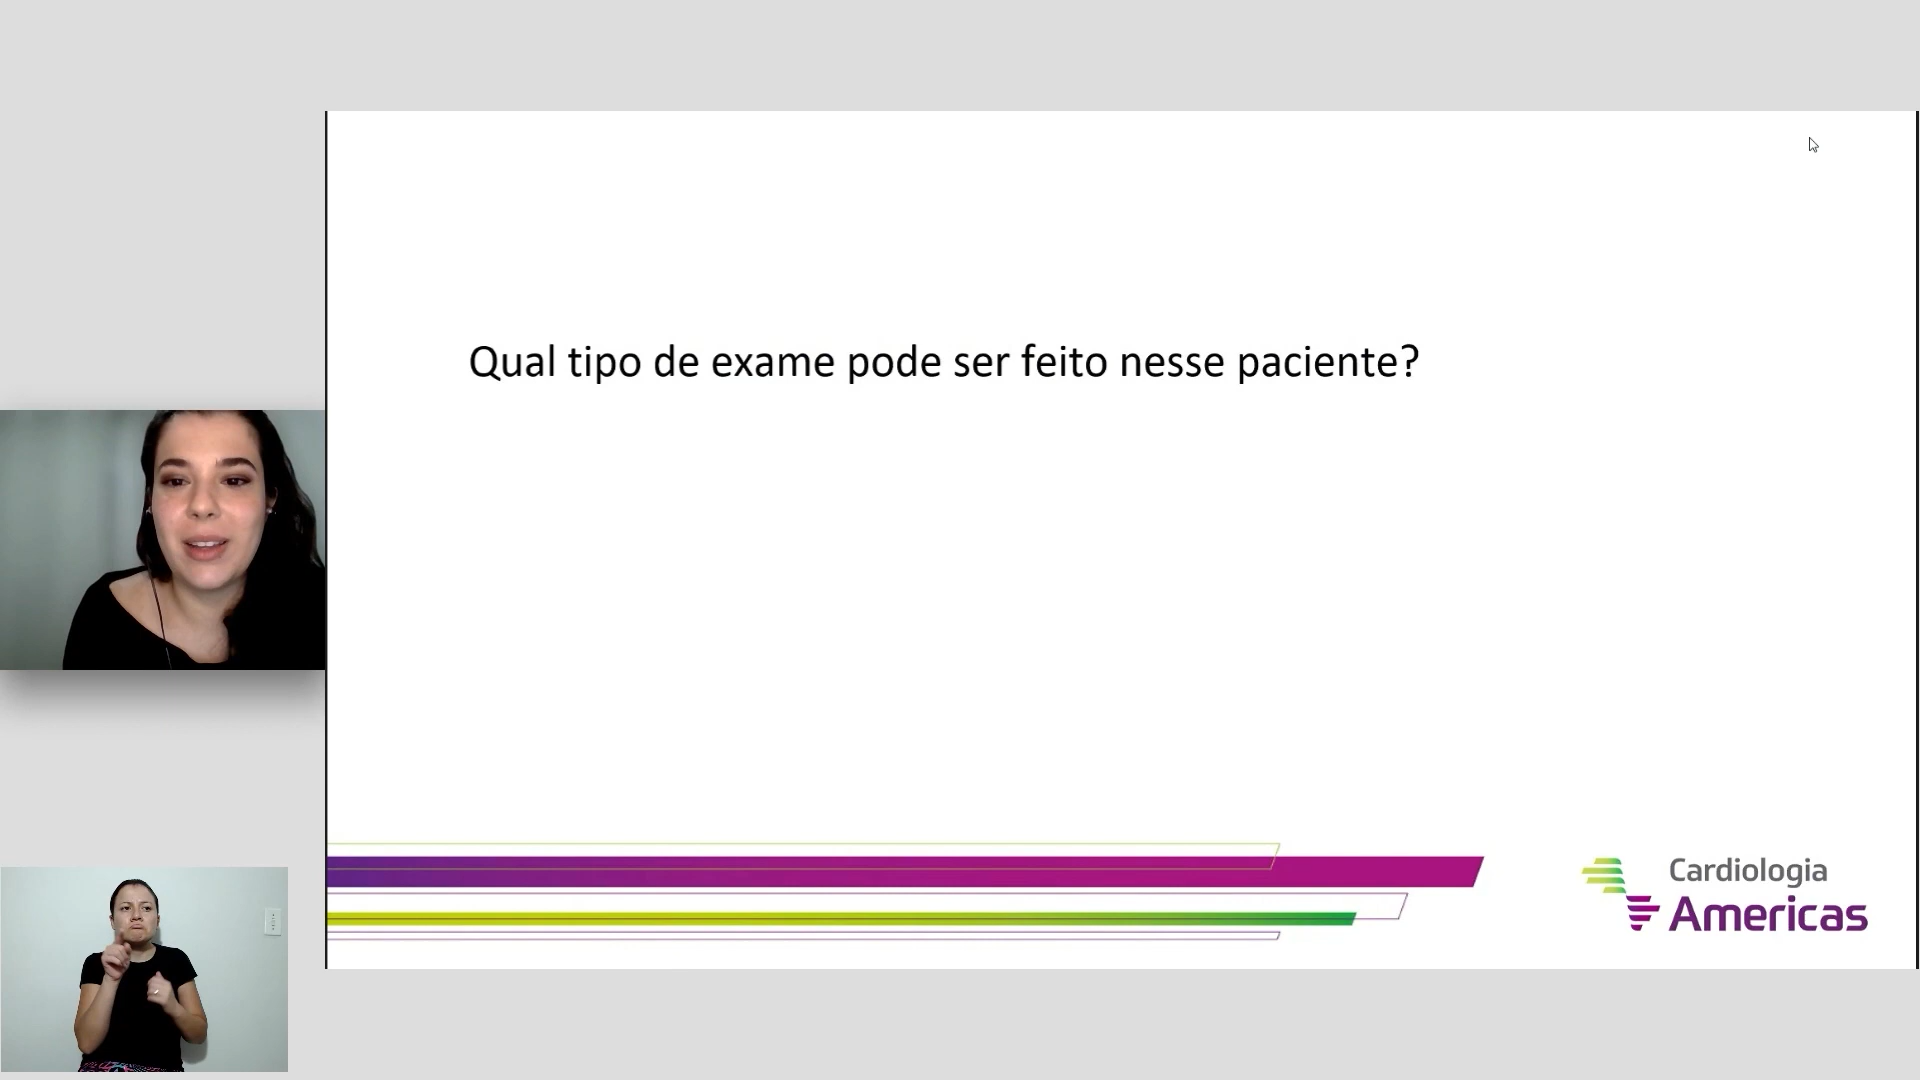 Qual tipo de exame pode ser feito nesse paciente?
Cardiologia
Americas